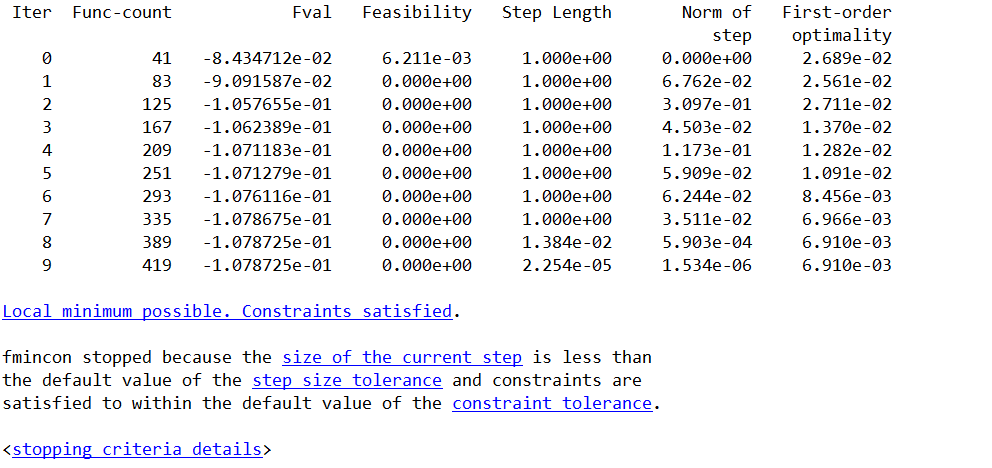 Iter  Func-count            Fval   Feasibility   Step Length       Norm of   First-order
                                                                      step    optimality
   0          41   -8.434712e-02     6.211e-03     1.000e+00     0.000e+00     2.689e-02
   1          83   -9.091587e-02     0.000e+00     1.000e+00     6.762e-02     2.561e-02
   2         125   -1.057655e-01     0.000e+00     1.000e+00     3.097e-01     2.711e-02
   3         167   -1.062389e-01     0.000e+00     1.000e+00     4.503e-02     1.370e-02
   4         209   -1.071183e-01     0.000e+00     1.000e+00     1.173e-01     1.282e-02
   5         251   -1.071279e-01     0.000e+00     1.000e+00     5.909e-02     1.091e-02
   6         293   -1.076116e-01     0.000e+00     1.000e+00     6.244e-02     8.456e-03
   7         335   -1.078675e-01     0.000e+00     1.000e+00     3.511e-02     6.966e-03
   8         389   -1.078725e-01     0.000e+00     1.384e-02     5.903e-04     6.910e-03
   9         419   -1.078725e-01     0.000e+00     2.254e-05     1.534e-06     6.910e-03
Local minimum possible. Constraints satisfied.
fmincon stopped because the size of the current step is less than
the default value of the step size tolerance and constraints are
satisfied to within the default value of the constraint tolerance.
<stopping criteria details>